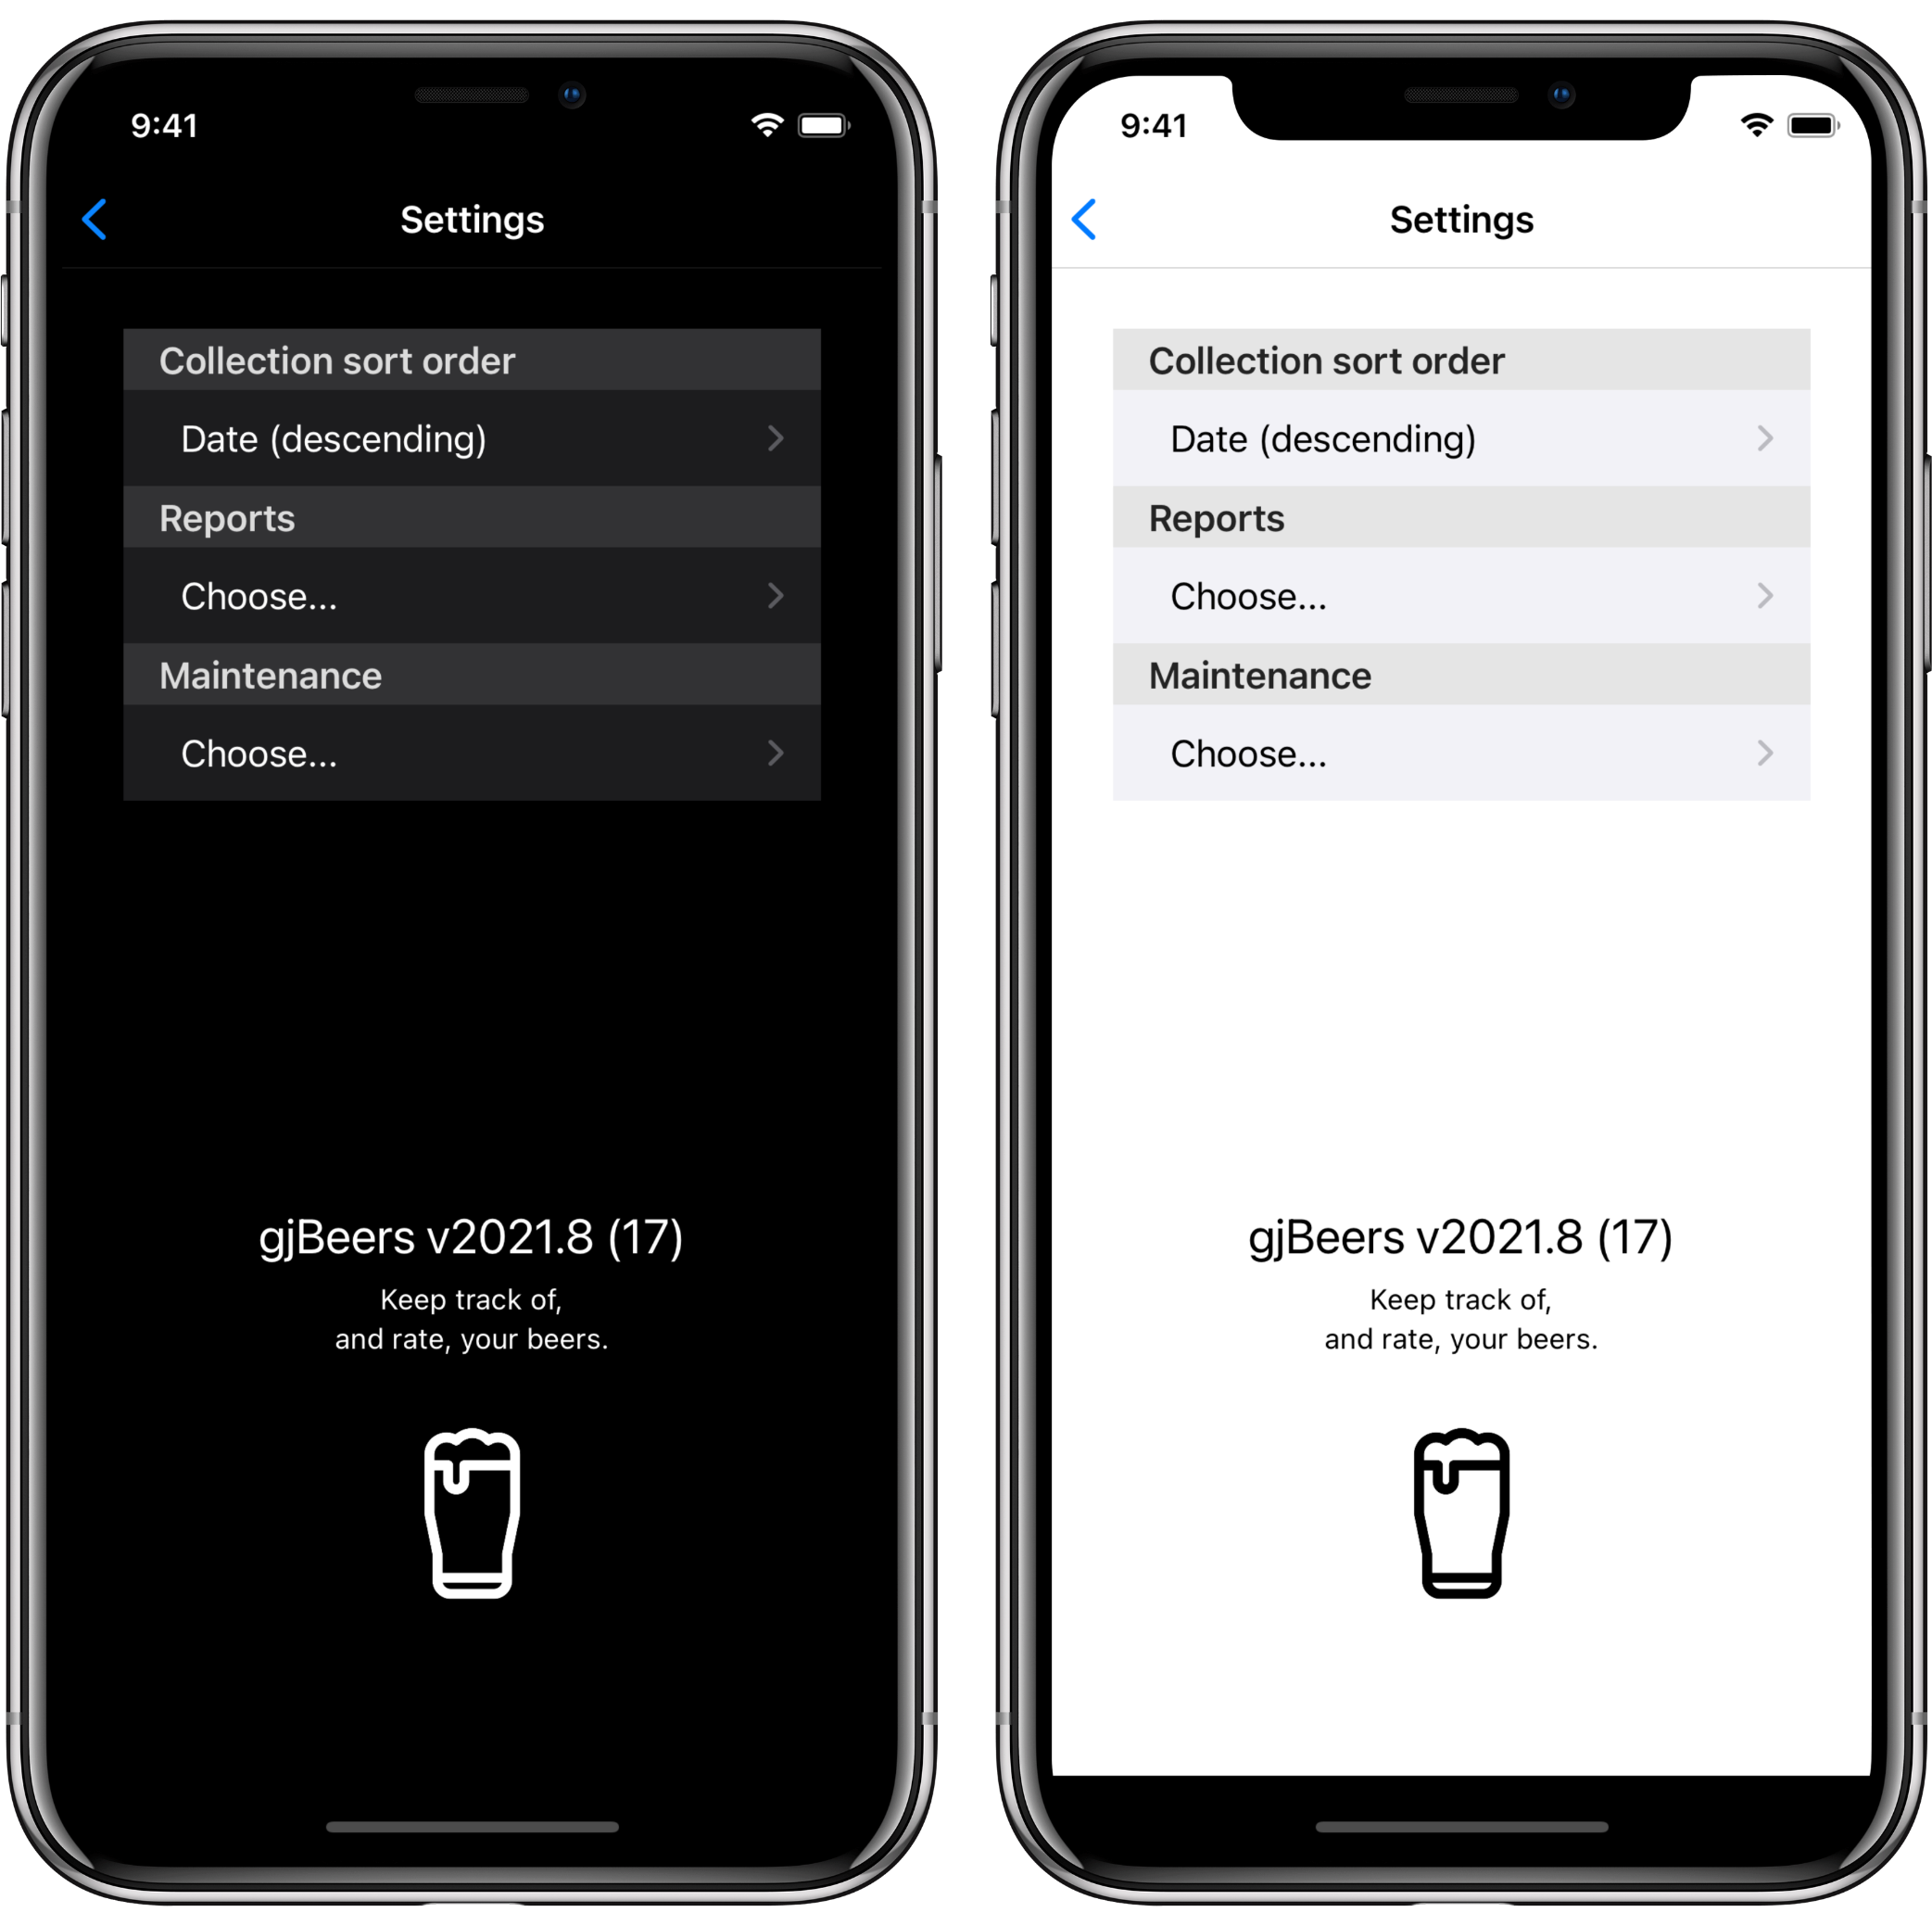 9:41
Settings
Collection sort order
Date (descending)
Reports
Choose...
Maintenance
Choose...
gjBeers v2021.8 (17)
Keep track of,
and rate, your beers.
9:41
Settings
Collection sort order
Date (descending)
Reports
Choose...
Maintenance
Choose...
gjBeers v2021.8 (17)
Keep track of,
and rate, your beers.